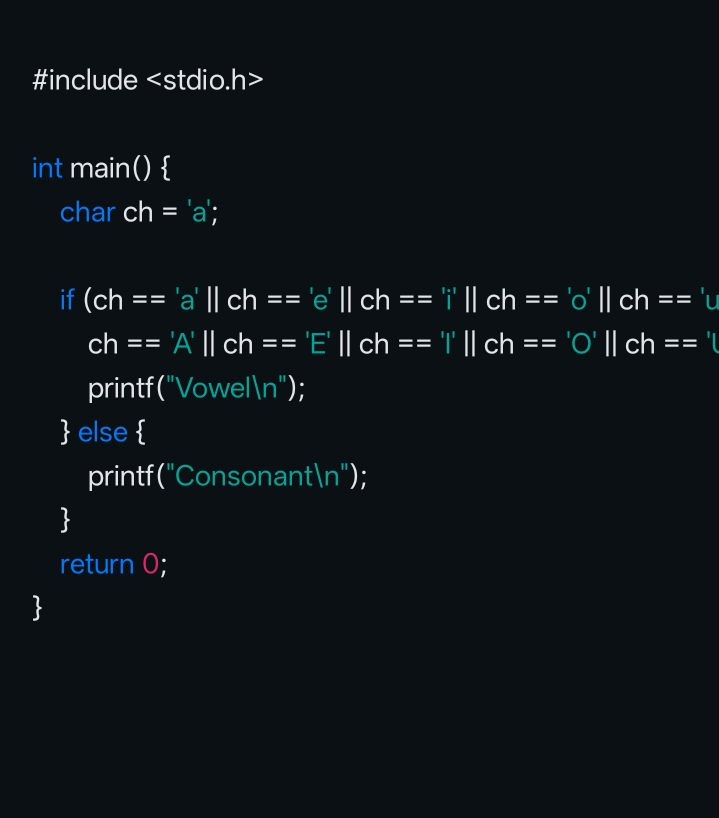 #include <stdio.h>
int main() {
char ch = 'a';
if (ch == 'a' || ch == 'e' || ch == 'i' || ch == 'o' || ch == 'u
ch == 'A' || ch == 'E' || ch == 'I' || ch == 'O' || ch == '
printf("Vowel\n");
} else {
printf("Consonant\n");
}
return 0;
}